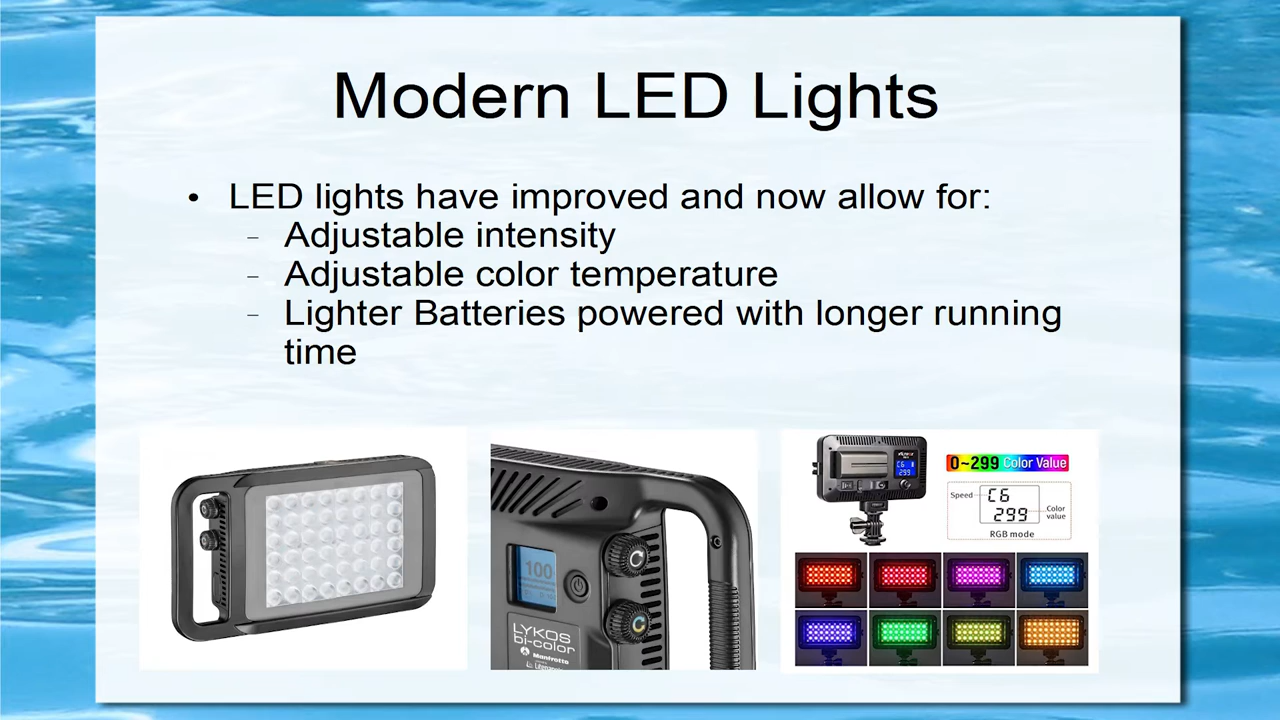 Modern LED Lights
• LED lights have improved and now allow for:
– Adjustable intensity
– Adjustable color temperature
– Lighter Batteries powered with longer running
time
100
LYKOS
bi-color
Manfrotto
0~299 Color Value
Speed
C6
299
Color
value
RGB mode
C6
299